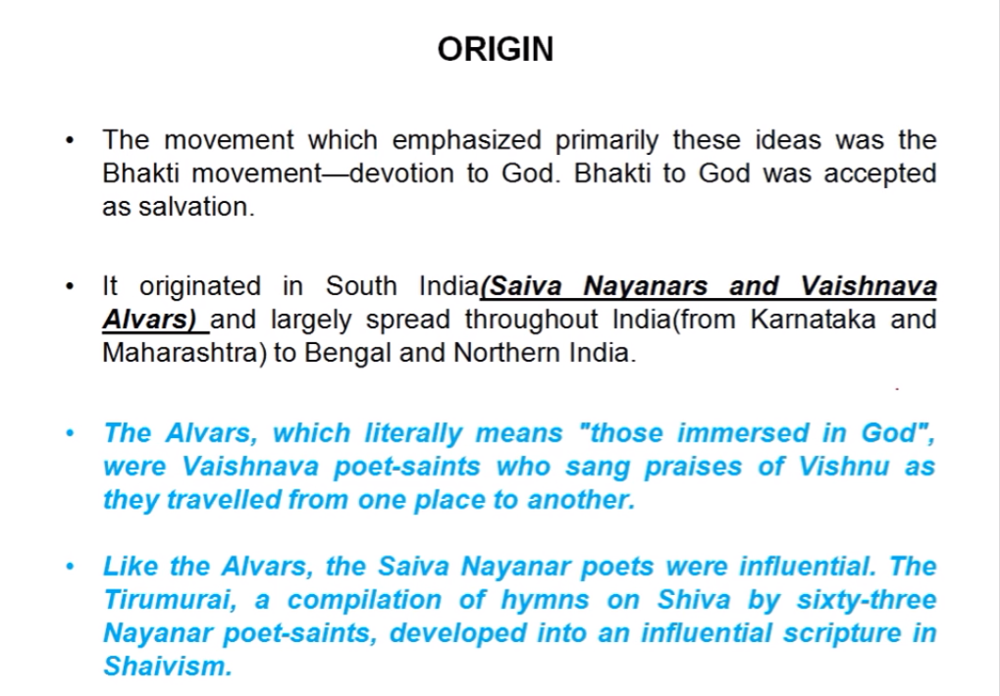 ORIGIN
• The movement which emphasized primarily these ideas was the
Bhakti movement—devotion to God. Bhakti to God was accepted
as salvation.
• It originated in South India(Saiva Nayanars and Vaishnava
Alvars) and largely spread throughout India(from Karnataka and
Maharashtra) to Bengal and Northern India.
• The Alvars, which literally means "those immersed in God",
were Vaishnava poet-saints who sang praises of Vishnu as
they travelled from one place to another.
• Like the Alvars, the Saiva Nayanar poets were influential. The
Tirumurai, a compilation of hymns on Shiva by sixty-three
Nayanar poet-saints, developed into an influential scripture in
Shaivism.